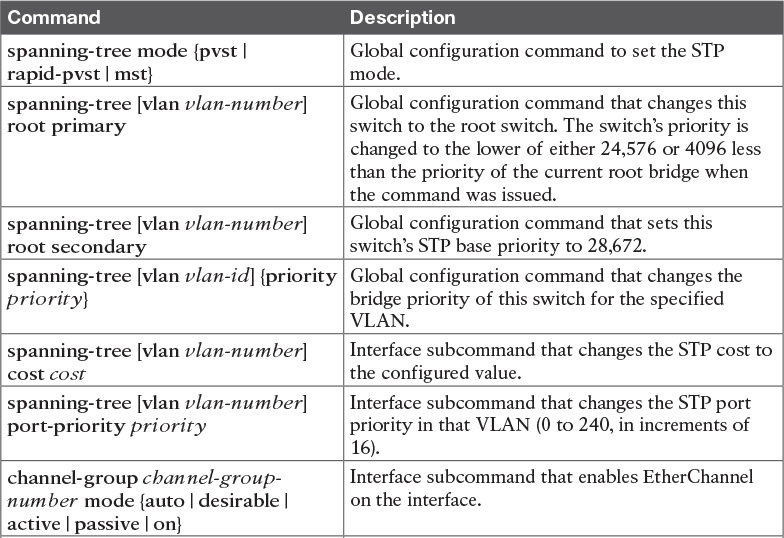 Command Description
spanning-tree mode {pvst |
rapid-pvst | mst}
Global configuration command to set the STP
mode.
spanning-tree [vlan vlan-number]
root primary
Global configuration command that changes this
switch to the root switch. The switch’s priority is
changed to the lower of either 24,576 or 4096 less
than the priority of the current root bridge when
the command was issued.
spanning-tree [vlan vlan-number]
root secondary
Global configuration command that sets this
switch’s STP base priority to 28,672.
spanning-tree [vlan vlan-id] {priority
priority}
Global configuration command that changes the
bridge priority of this switch for the specified
VLAN.
spanning-tree [vlan vlan-number]
cost cost
Interface subcommand that changes the STP cost to
the configured value.
spanning-tree [vlan vlan-number]
port-priority priority
Interface subcommand that changes the STP port
priority in that VLAN (0 to 240, in increments of
16).
channel-group channel-group-
number mode {auto | desirable |
active | passive | on}
Interface subcommand that enables EtherChannel
on the interface.